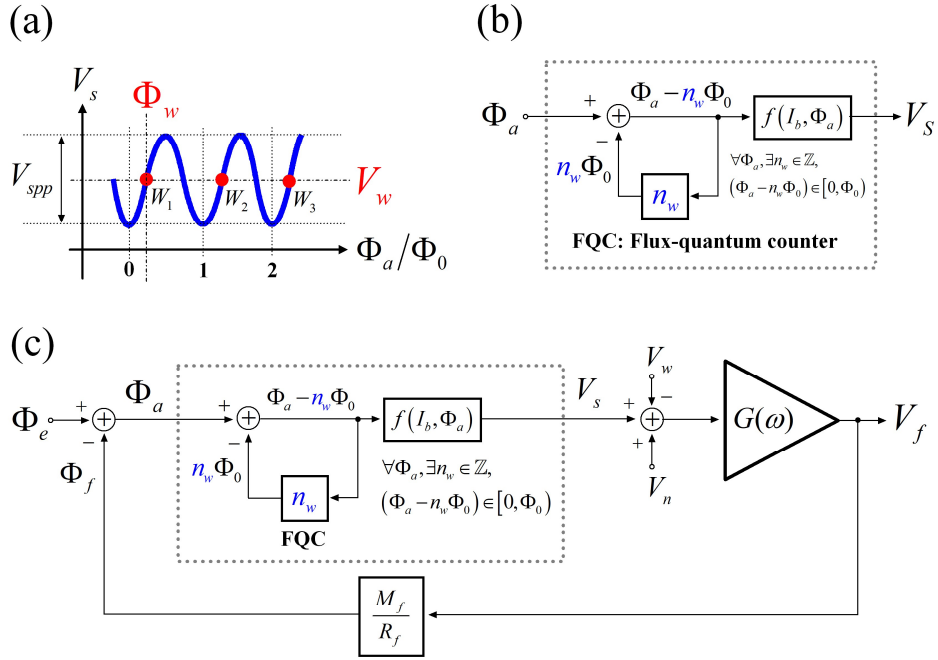 (a)
V_s
Φ_w
V_spp
W_1
W_2
W_3
V_w
0
1
2
Φ_a/Φ_0
(b)
Φ_a
+
Φ_a − n_wΦ_0
f(I_b, Φ_a)
V_S
−
n_wΦ_0
n_w
∀Φ_a, ∃n_w ∈ ℤ,
(Φ_a − n_wΦ_0) ∈ [0, Φ_0)
FQC: Flux-quantum counter
(c)
Φ_e
+
−
Φ_a
Φ_f
+
Φ_a − n_wΦ_0
f(I_b, Φ_a)
−
n_wΦ_0
n_w
FQC
∀Φ_a, ∃n_w ∈ ℤ,
(Φ_a − n_wΦ_0) ∈ [0, Φ_0)
V_s
V_w
+
−
+
V_n
G(ω)
V_f
M_f
R_f